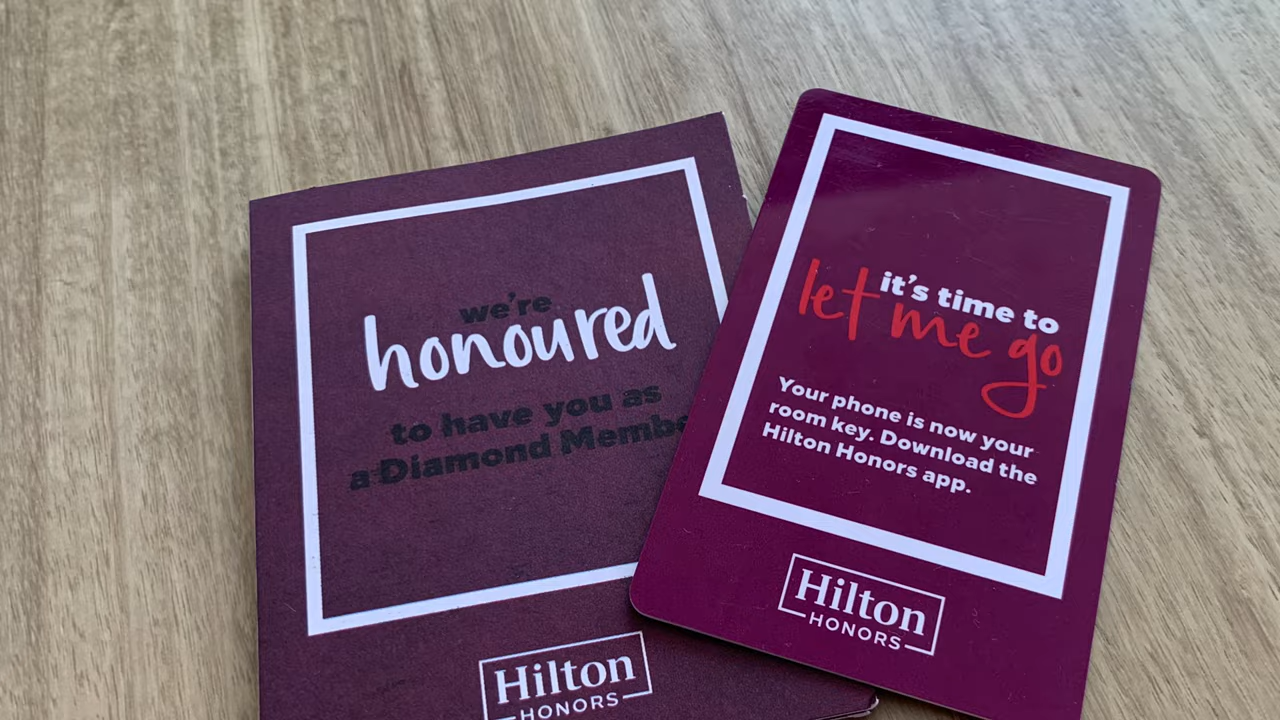 we're
honoured
to have you as
a Diamond
Hilton
HONORS
it's time to
let me go
Your phone is now your
room key. Download the
Hilton Honors app.
Hilton
HONORS